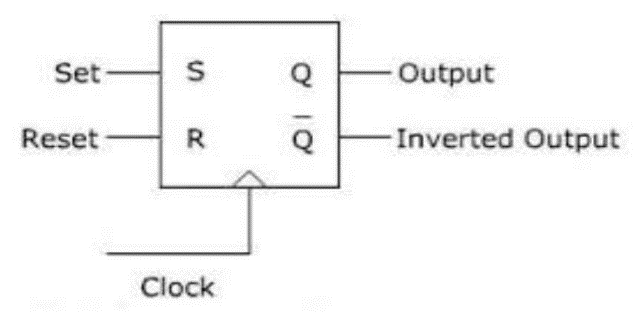 Set S Q Output
Reset R Q̅ Inverted Output
Clock